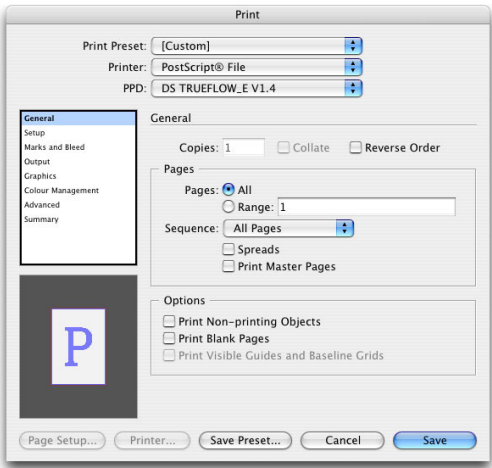 Print
Print Preset: [Custom]
Printer: PostScript® File
PPD: DS TRUEFLOW_E V1.4
General
Setup
Marks and Bleed
Output
Graphics
Colour Management
Advanced
Summary
General
Copies: 1 Collate Reverse Order
Pages
Pages: All
Range: 1
Sequence: All Pages
Spreads
Print Master Pages
Options
Print Non-printing Objects
Print Blank Pages
Print Visible Guides and Baseline Grids
P
Page Setup... Printer... Save Preset... Cancel Save